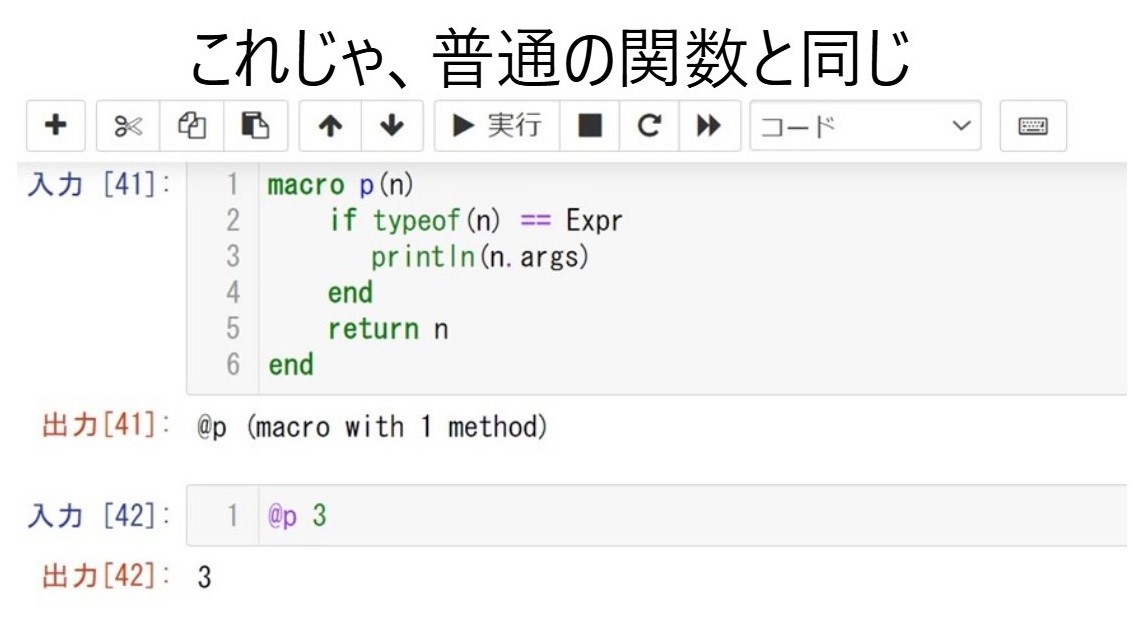 これじゃ、普通の関数と同じ
実行 コード
入力 [41]: 1 macro p(n)
2 if typeof(n) == Expr
3 println(n.args)
4 end
5 return n
6 end
出力[41]: @p (macro with 1 method)
入力 [42]: 1 @p 3
出力[42]: 3